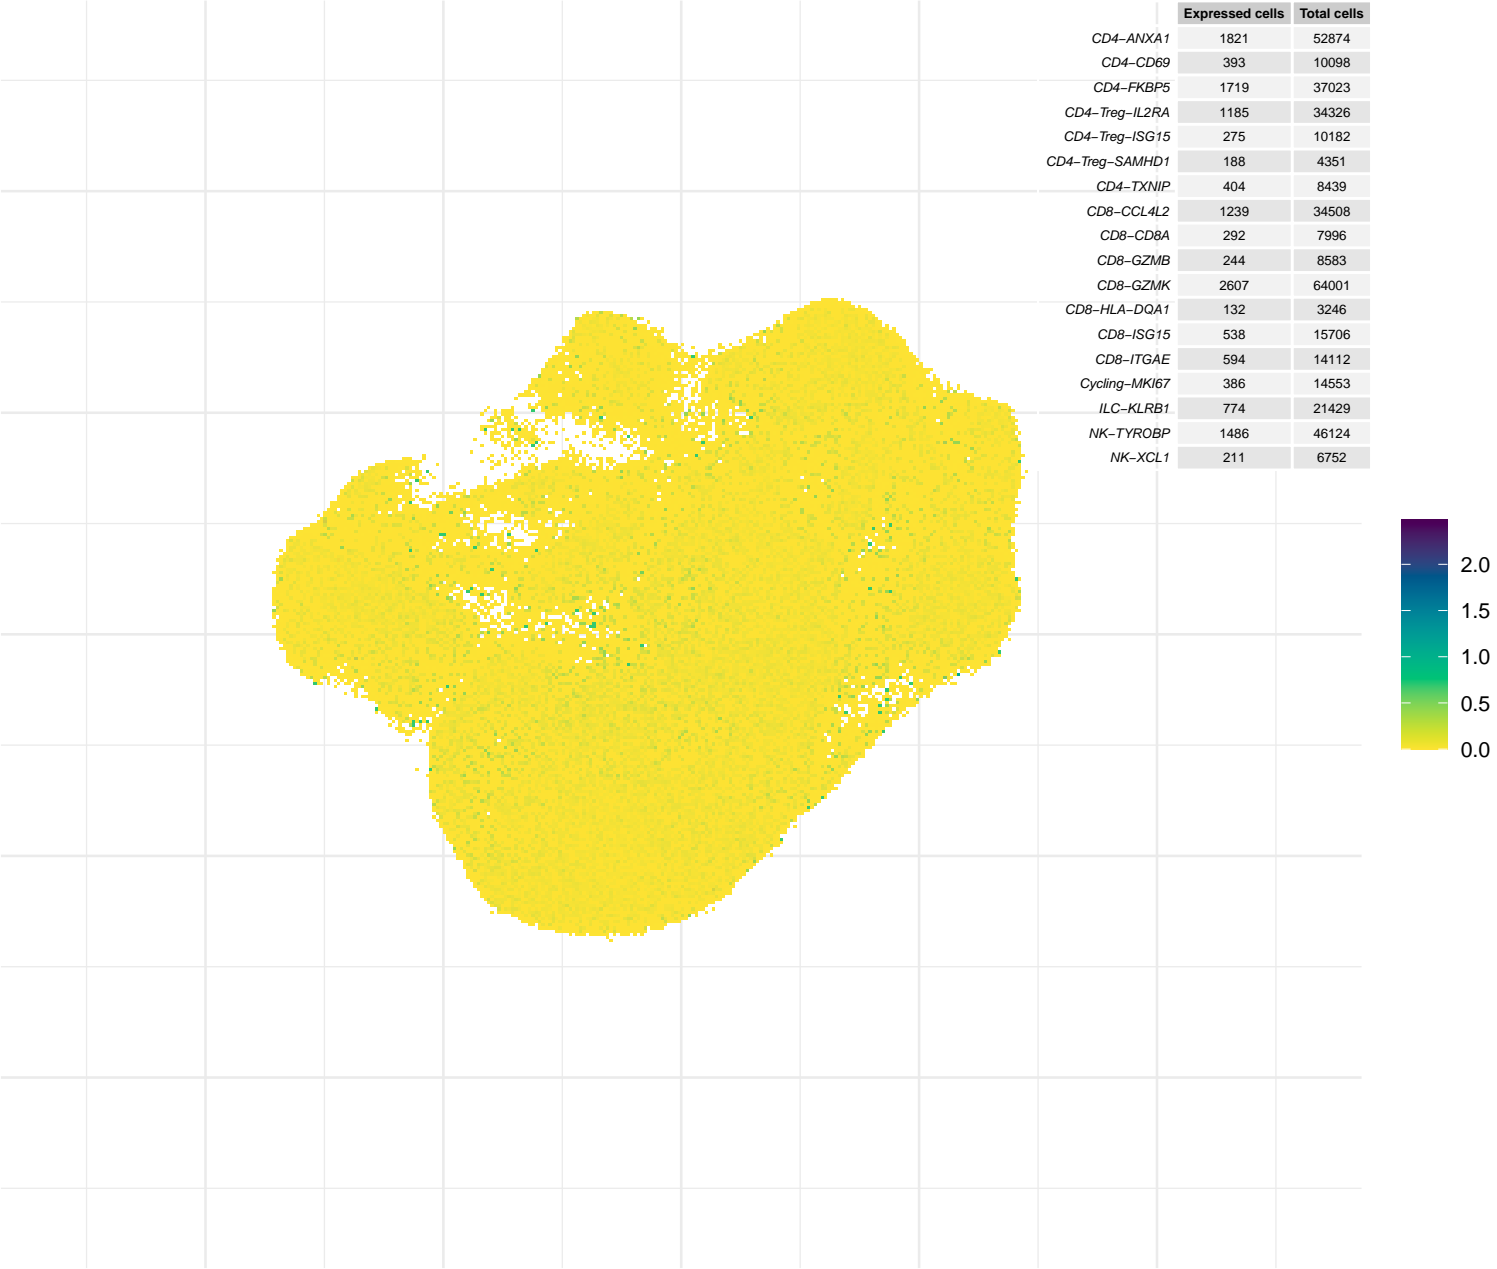 Expressed cells Total cells
CD4−ANXA1 1821 52874
CD4−CD69 393 10098
CD4−FKBP5 1719 37023
CD4−Treg−IL2RA 1185 34326
CD4−Treg−ISG15 275 10182
CD4−Treg−SAMHD1 188 4351
CD4−TXNIP 404 8439
CD8−CCL4L2 1239 34508
CD8−CD8A 292 7996
CD8−GZMB 244 8583
CD8−GZMK 2607 64001
CD8−HLA−DQA1 132 3246
CD8−ISG15 538 15706
CD8−ITGAE 594 14112
Cycling−MKI67 386 14553
ILC−KLRB1 774 21429
NK−TYROBP 1486 46124
NK−XCL1 211 6752
2.0
1.5
1.0
0.5
0.0